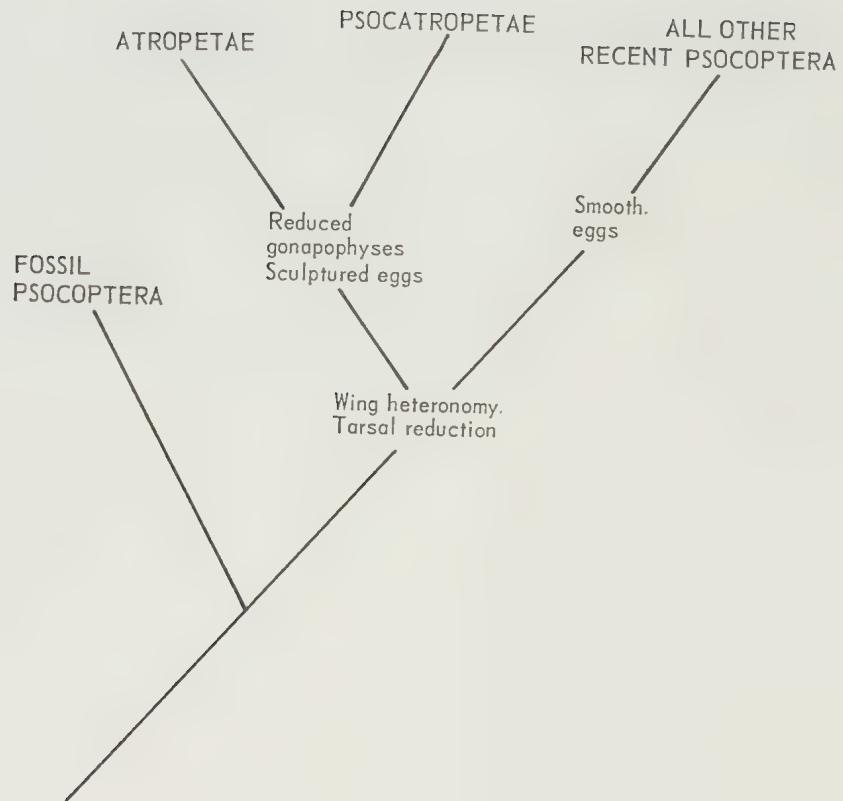 ATROPETAE
PSOCATROPETAE
ALL OTHER
RECENT PSOCOPTERA
Reduced
gonapophyses
Sculptured eggs
Smooth.
eggs
FOSSIL
PSOCOPTERA
Wing heteronomy.
Tarsal reduction